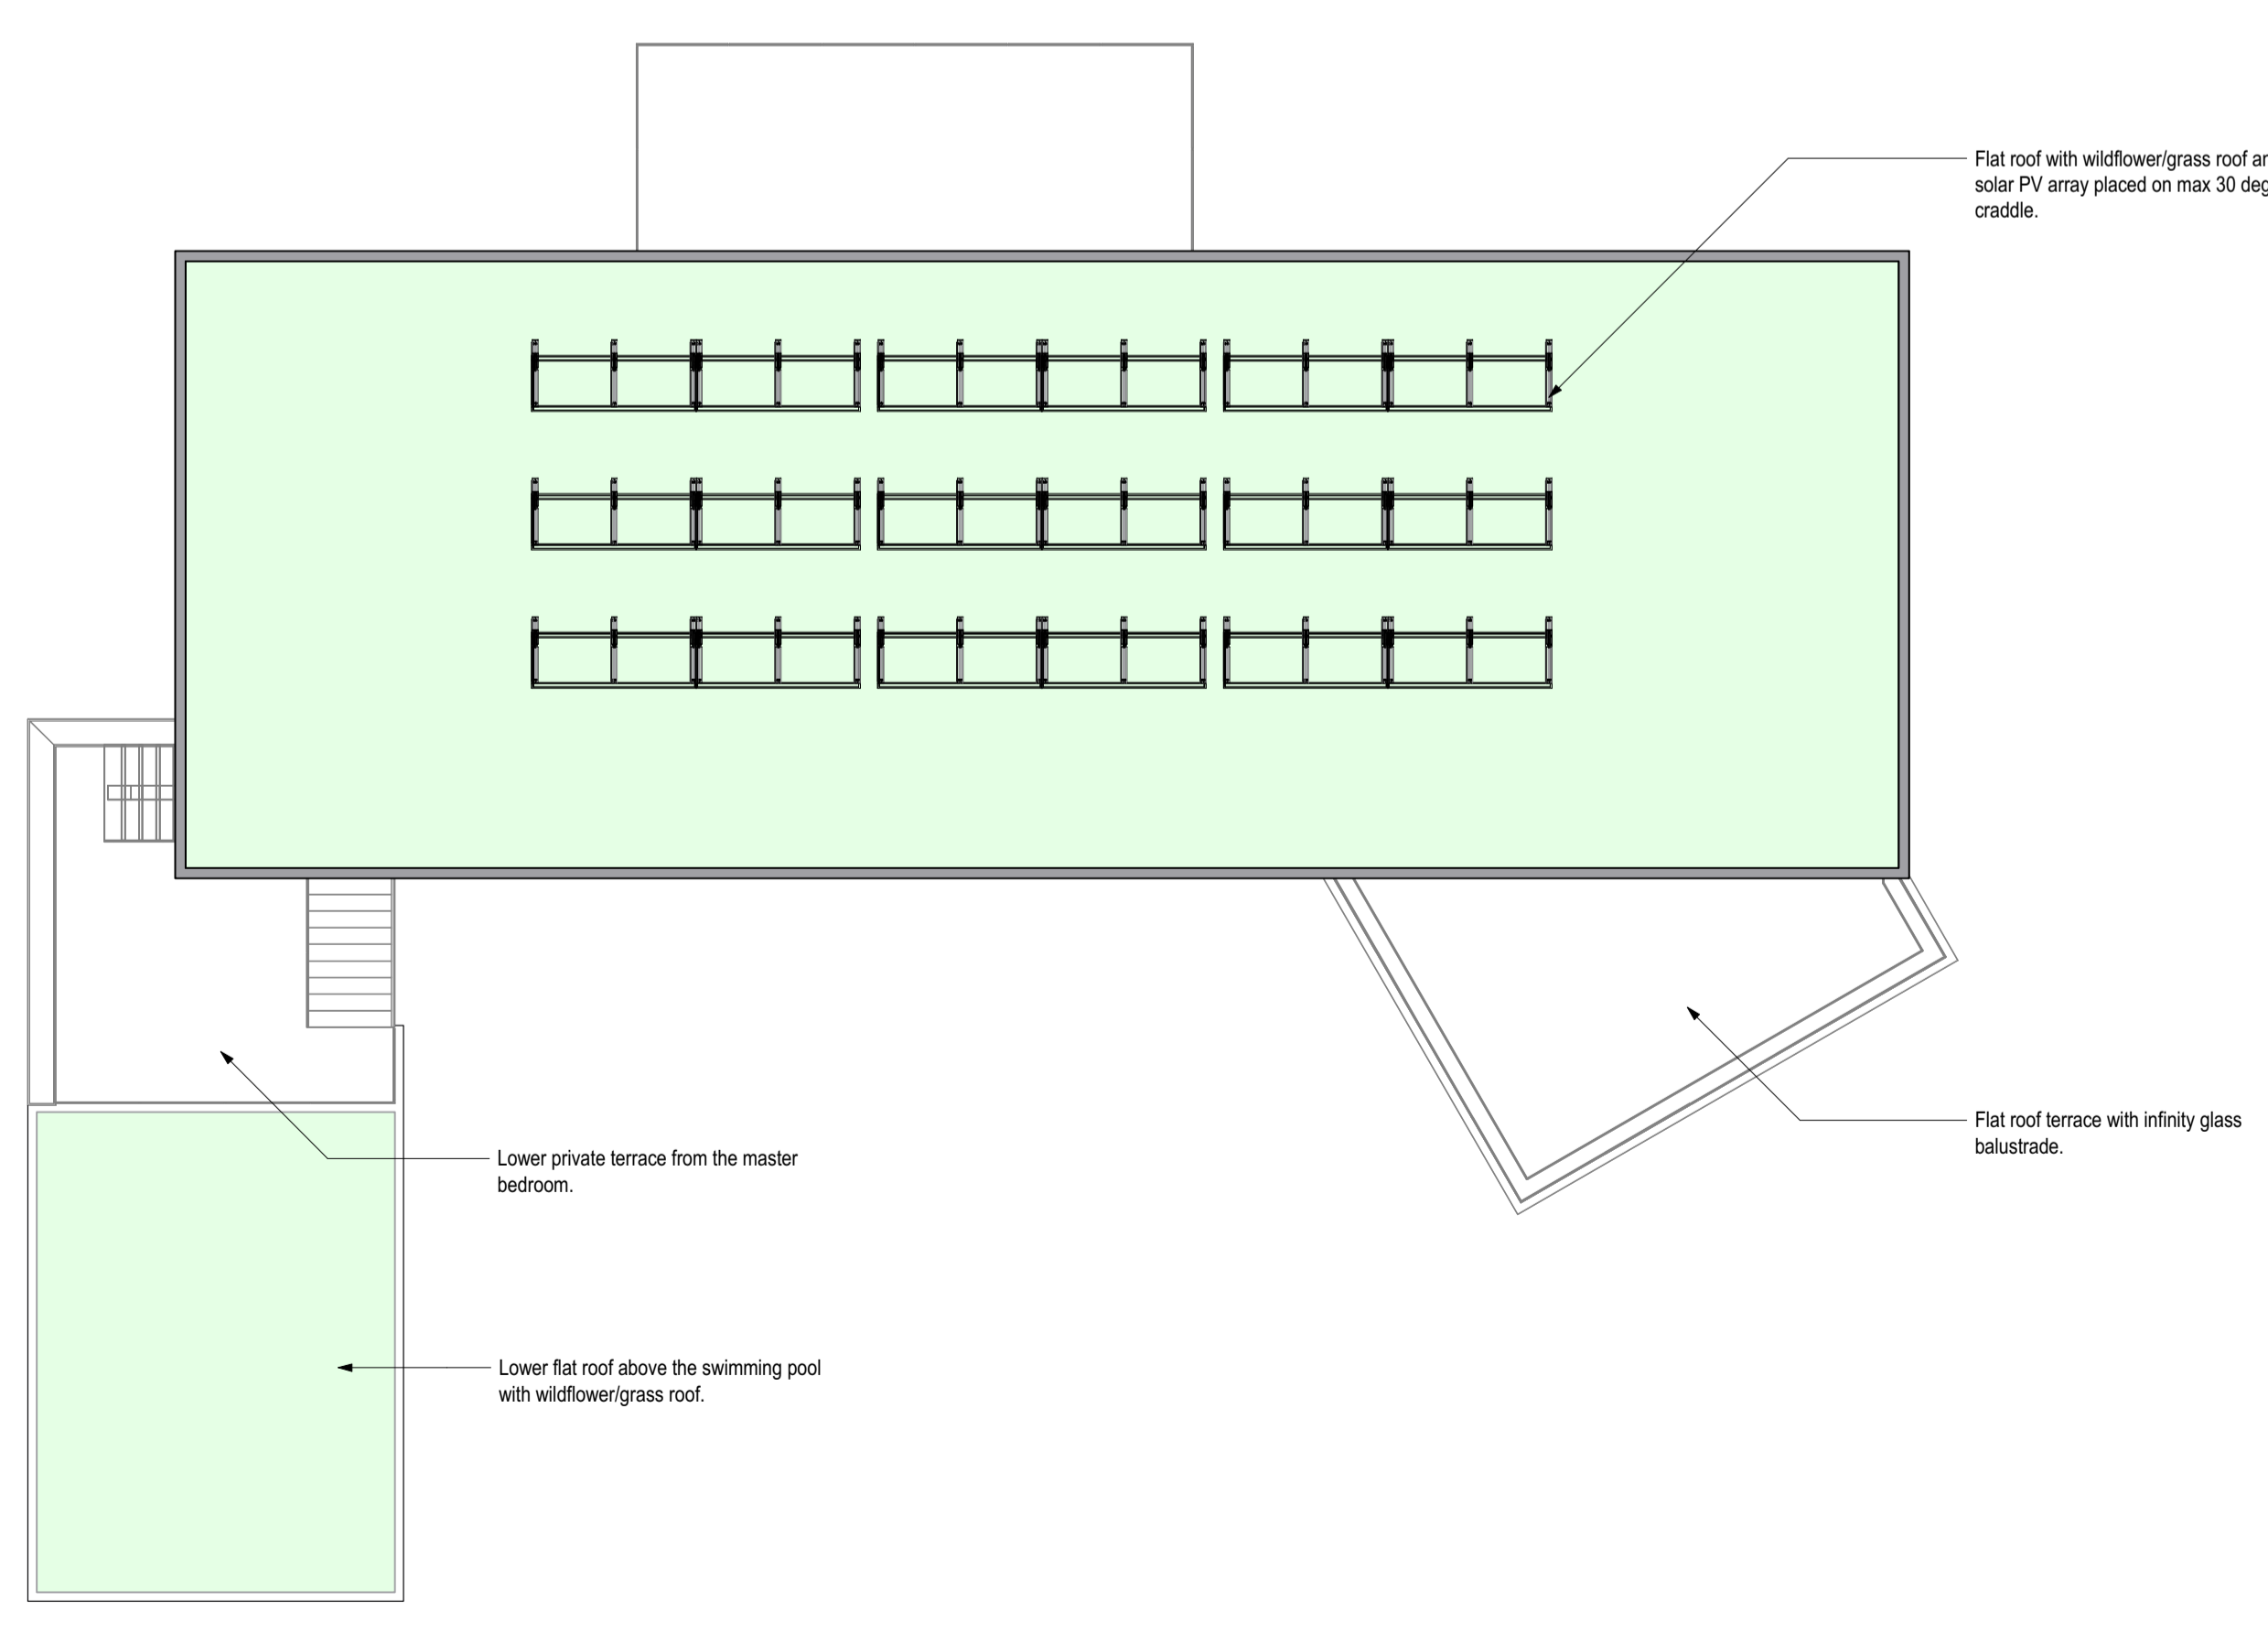 Flat roof with wildflower/grass roof
solar PV array placed on max 30
craddle.
Lower private terrace from the master
bedroom.
Flat roof terrace with infinity glass
balustrade.
Lower flat roof above the swimming pool
with wildflower/grass roof.